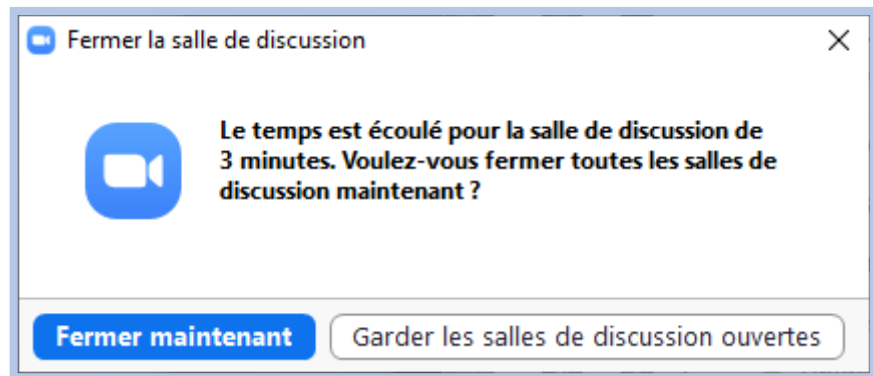 Fermer la salle de discussion
Le temps est écoulé pour la salle de discussion de
3 minutes. Voulez-vous fermer toutes les salles de
discussion maintenant ?
Fermer maintenant
Garder les salles de discussion ouvertes